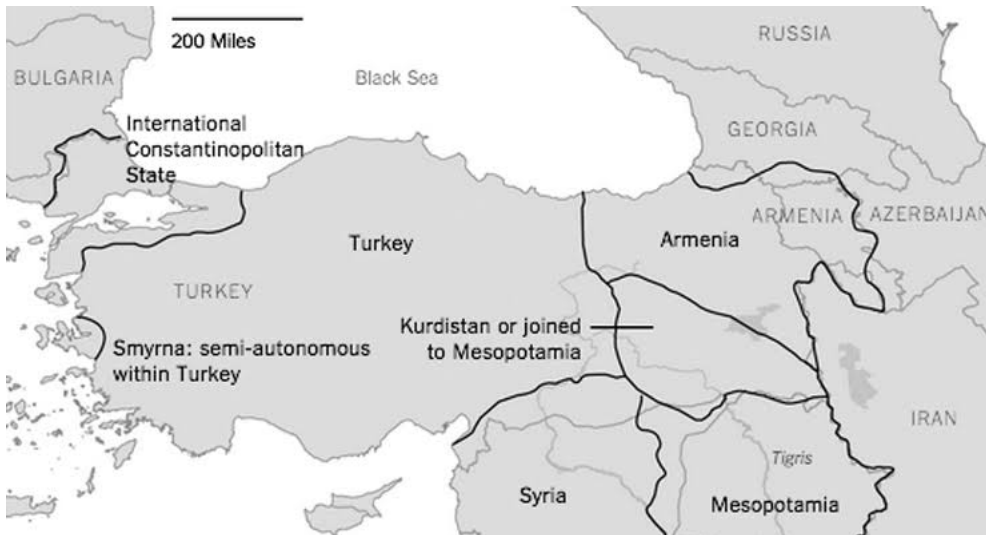 200 Miles
RUSSIA
BULGARIA
Black Sea
International
Constantinopolitan
State
GEORGIA
ARMENIA
AZERBAIJAN
Turkey
Armenia
TURKEY
Kurdistan or joined
to Mesopotamia
Smyrna: semi-autonomous
within Turkey
IRAN
Tigris
Syria
Mesopotamia